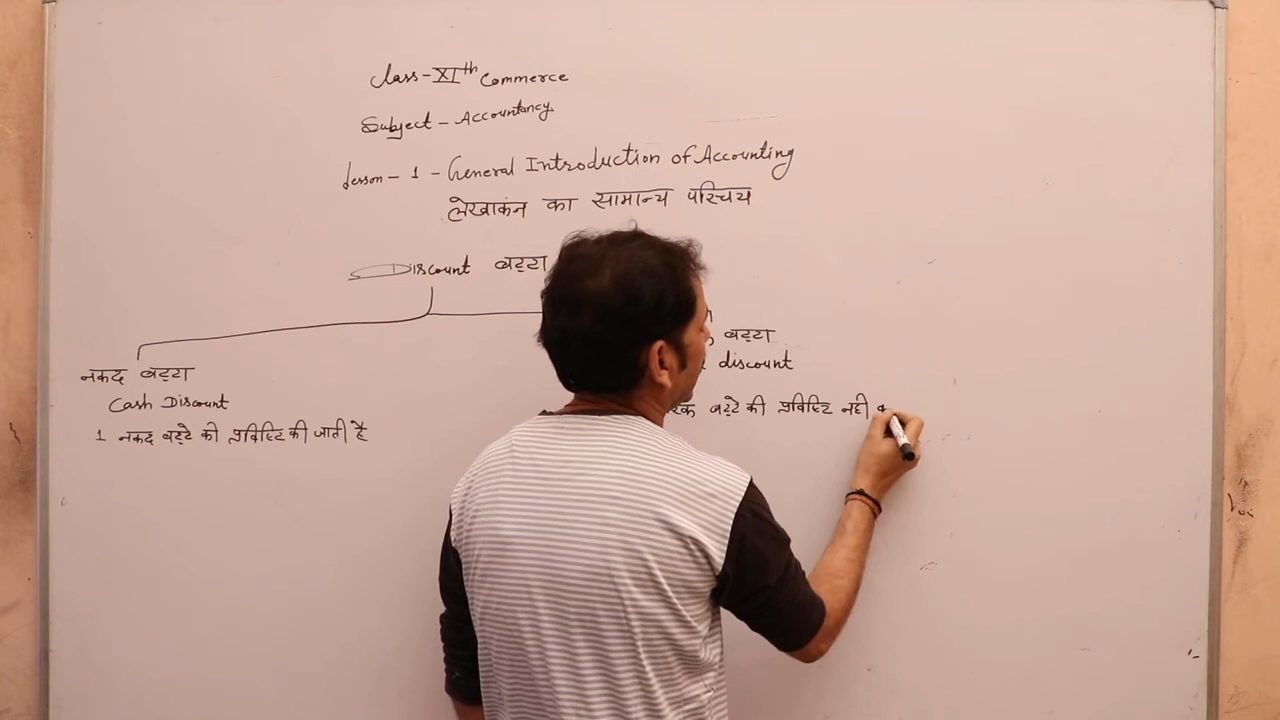 Class - XIth Commerce
Subject - Accountancy
Lesson - 1 - General Introduction of Accounting
लेखाकंन का सामान्य परिचय
Discount बट्टा
बट्टा
discount
नकद बट्टा
Cash Discount
1 नकद बट्टे की प्रविष्टि की जाती है
बट्टे की प्रविष्टि नही